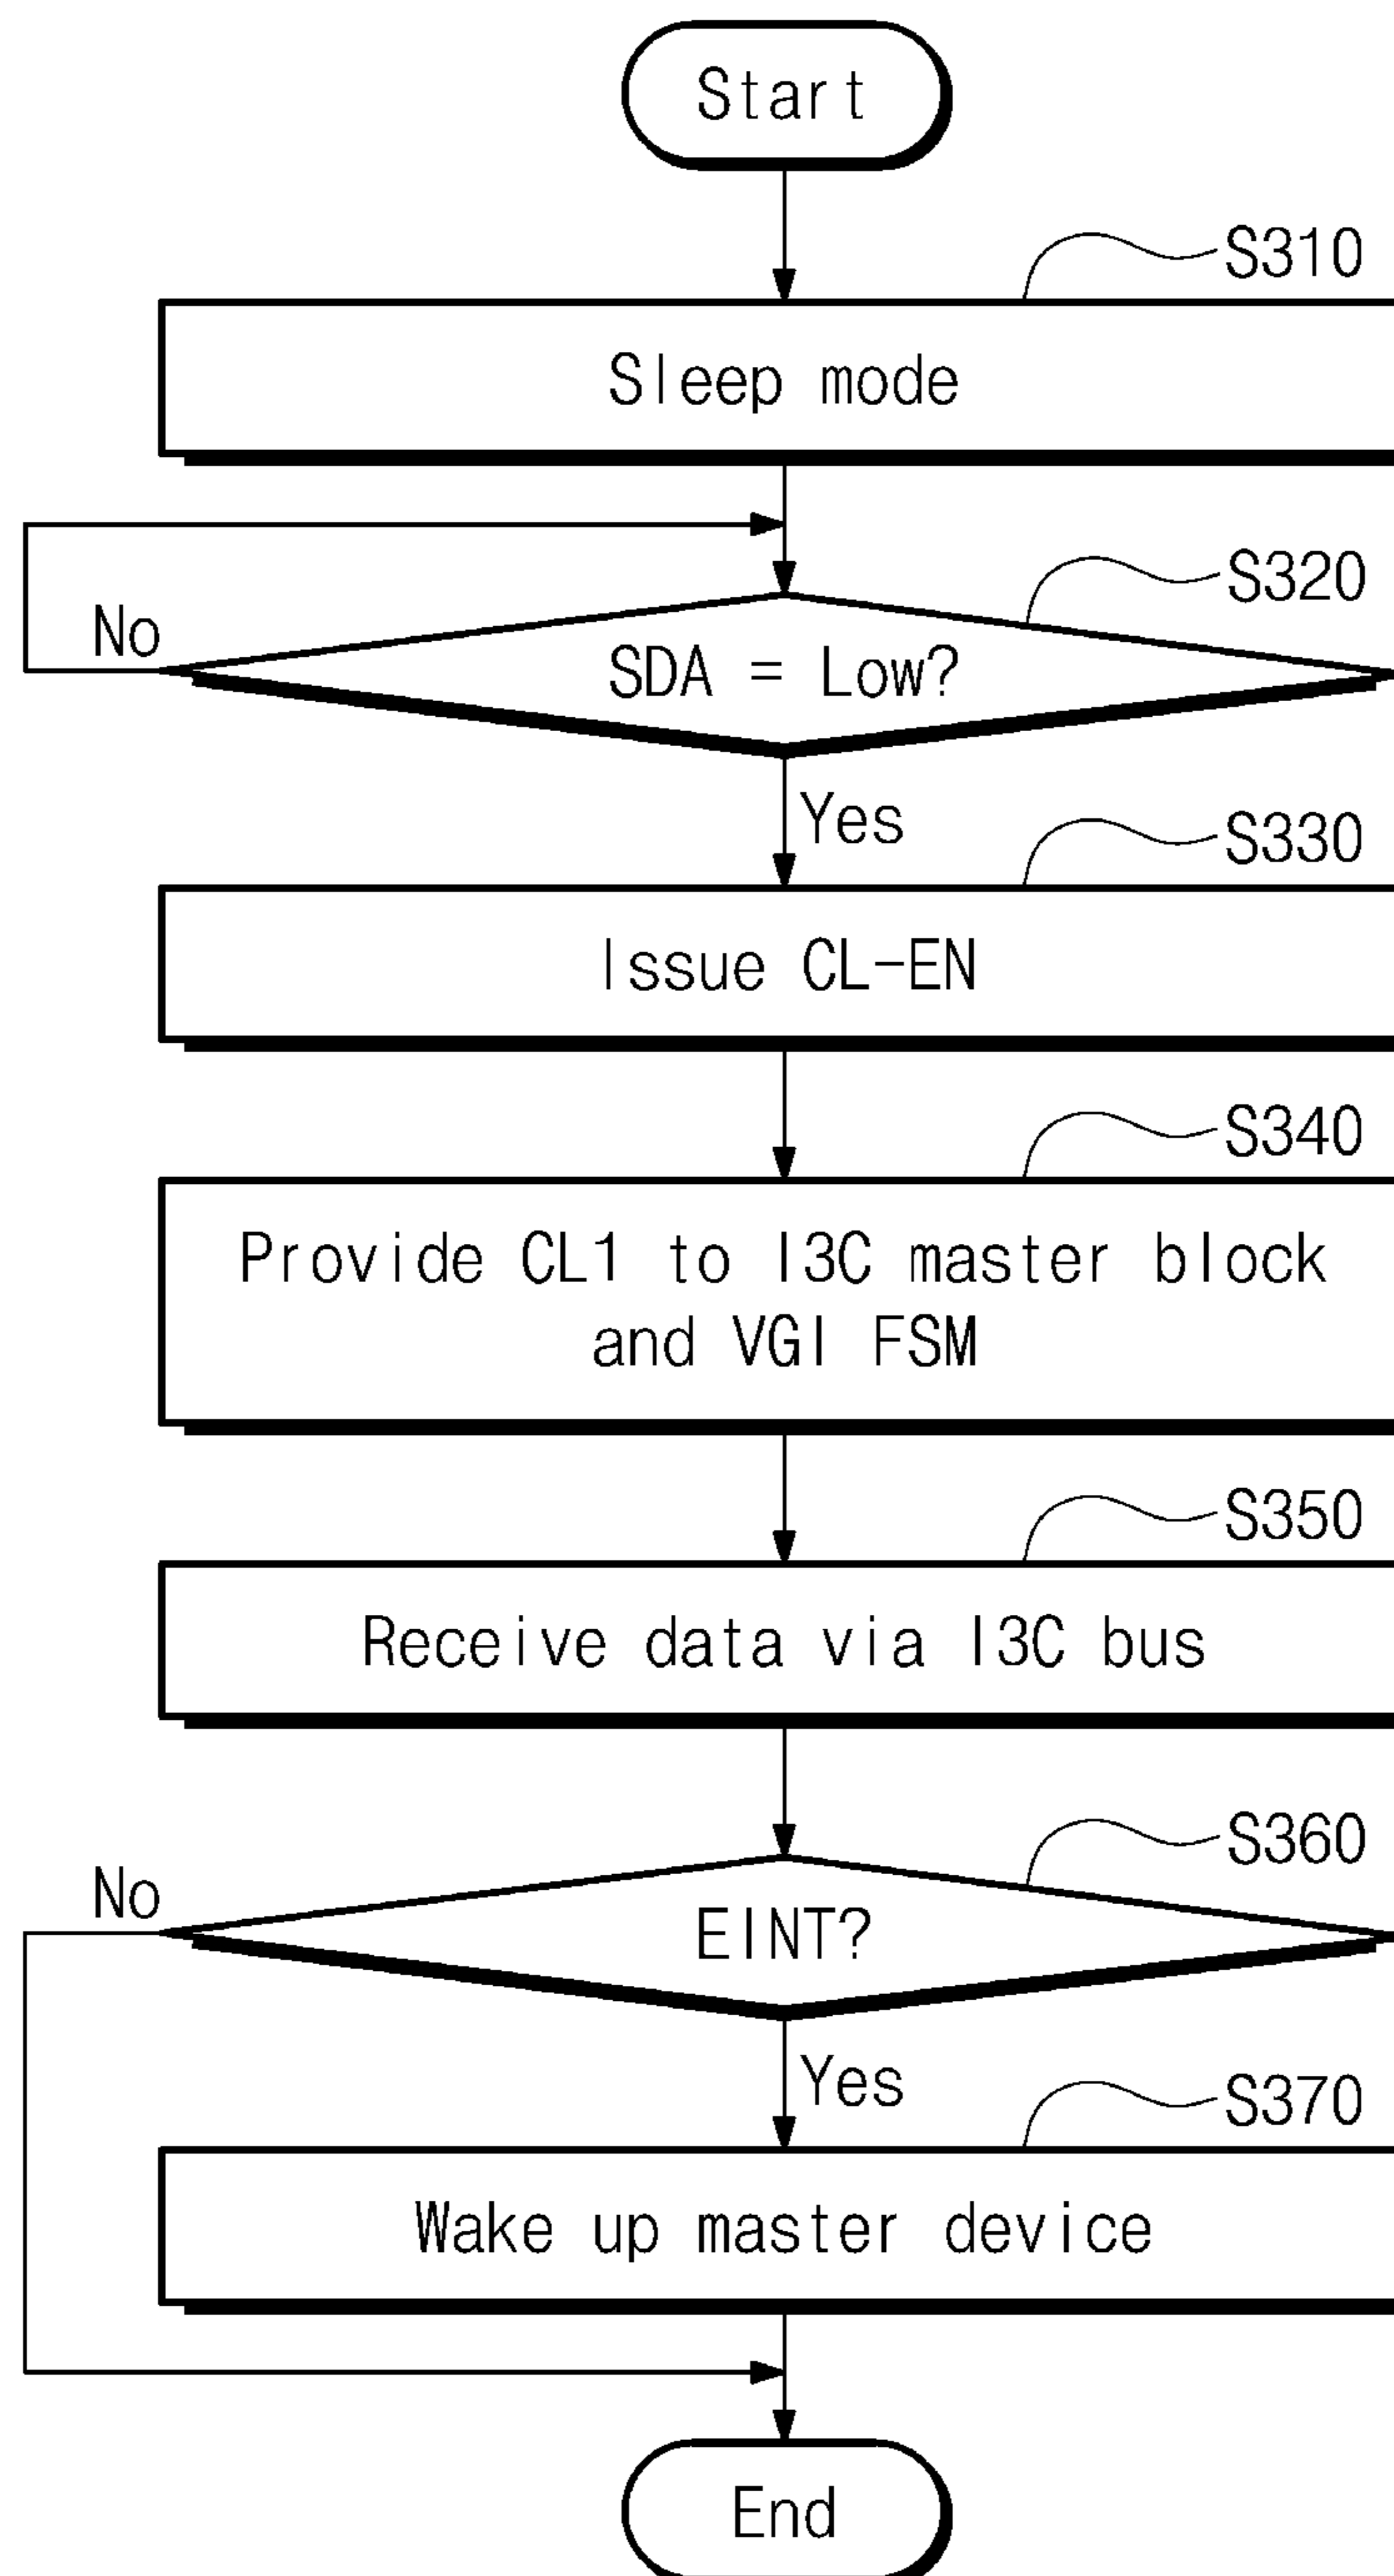 Start
S310
Sleep mode
S320
No
SDA = Low?
Yes
S330
Issue CL-EN
S340
Provide CL1 to I3C master block
and VGI FSM
S350
Receive data via I3C bus
S360
No
EINT?
Yes
S370
Wake up master device
End